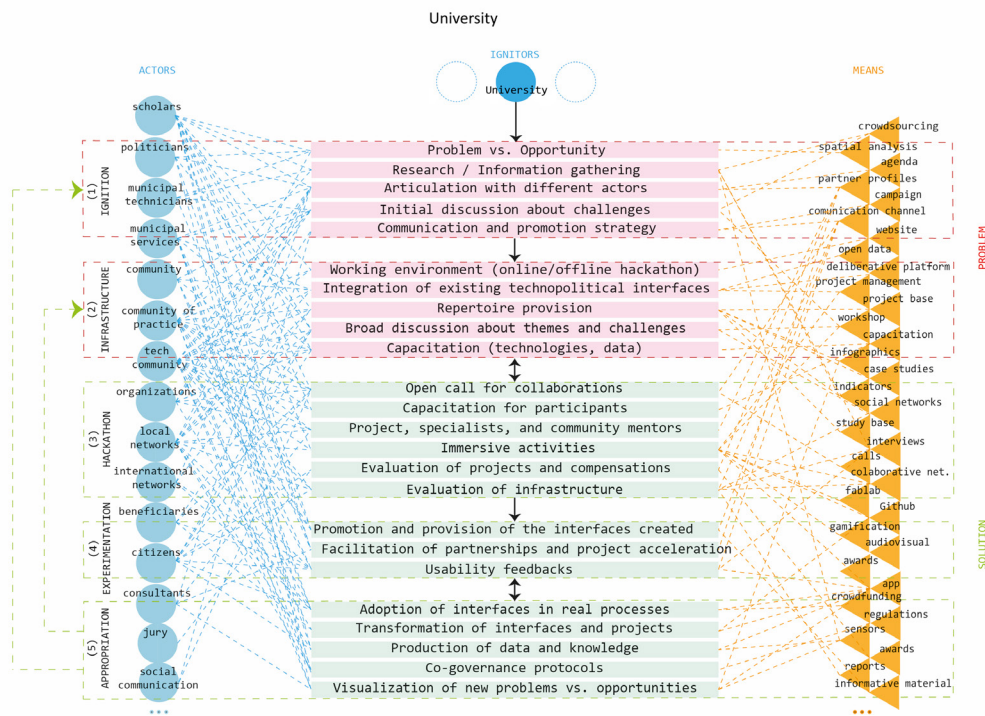 University
IGNITORS
University
ACTORS
scholars
politicians
municipal
technicians
municipal
services
community
community of
practice
tech
community
organizations
local
networks
international
networks
beneficiaries
citizens
consultants
jury
social
communication
(1)
IGNITION
(2)
INFRASTRUCTURE
(3)
HACKATHON
(4)
EXPERIMENTATION
(5)
APPROPRIATION
Problem vs. Opportunity
Research / Information gathering
Articulation with different actors
Initial discussion about challenges
Communication and promotion strategy
Working environment (online/offline hackathon)
Integration of existing technopolitical interfaces
Repertoire provision
Broad discussion about themes and challenges
Capacitation (technologies, data)
Open call for collaborations
Capacitation for participants
Project, specialists, and community mentors
Immersive activities
Evaluation of projects and compensations
Evaluation of infrastructure
Promotion and provision of the interfaces created
Facilitation of partnerships and project acceleration
Usability feedbacks
Adoption of interfaces in real processes
Transformation of interfaces and projects
Production of data and knowledge
Co-governance protocols
Visualization of new problems vs. opportunities
MEANS
crowdsourcing
spatial analysis
agenda
partner profiles
campaign
comunication channel
website
open data
deliberative platform
project management
project base
workshop
capacitation
infographics
case studies
indicators
social networks
study base
interviews
calls
colaborative net.
fablab
Github
gamification
audiovisual
awards
app
crowdfunding
regulations
sensors
awards
reports
informative material
PROBLEM
SOLUTION